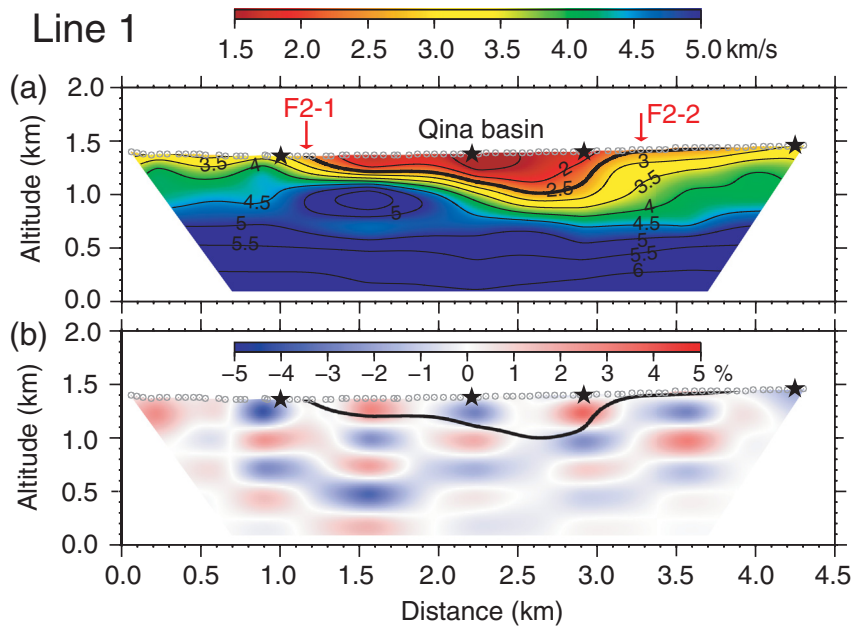 Line 1
1.5 2.0 2.5 3.0 3.5 4.0 4.5 5.0 km/s
(a)
2.0
1.5
1.0
0.5
0.0
Altitude (km)
F2-1
Qina basin
F2-2
3.5
4
4.5
5
5.5
5
2
2.5
3
3.5
4
4.5
5
5.5
6
(b)
2.0
1.5
1.0
0.5
0.0
Altitude (km)
−5 −4 −3 −2 −1 0 1 2 3 4 5 %
0.0 0.5 1.0 1.5 2.0 2.5 3.0 3.5 4.0 4.5
Distance (km)